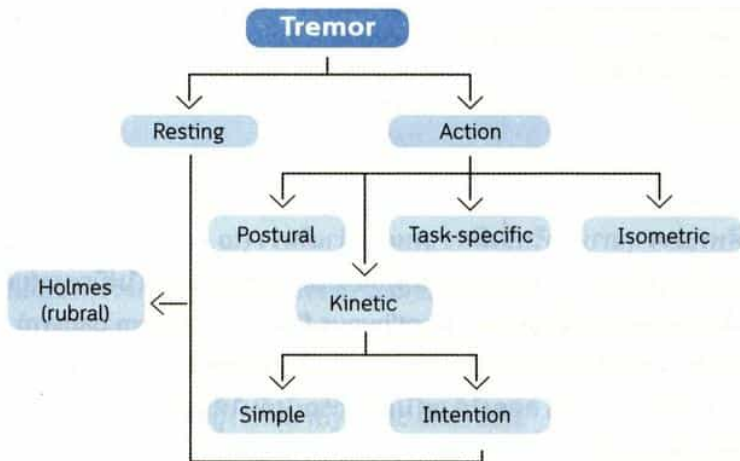 Tremor
Resting
Action
Postural
Task-specific
Isometric
Holmes
(rubral)
Kinetic
Simple
Intention